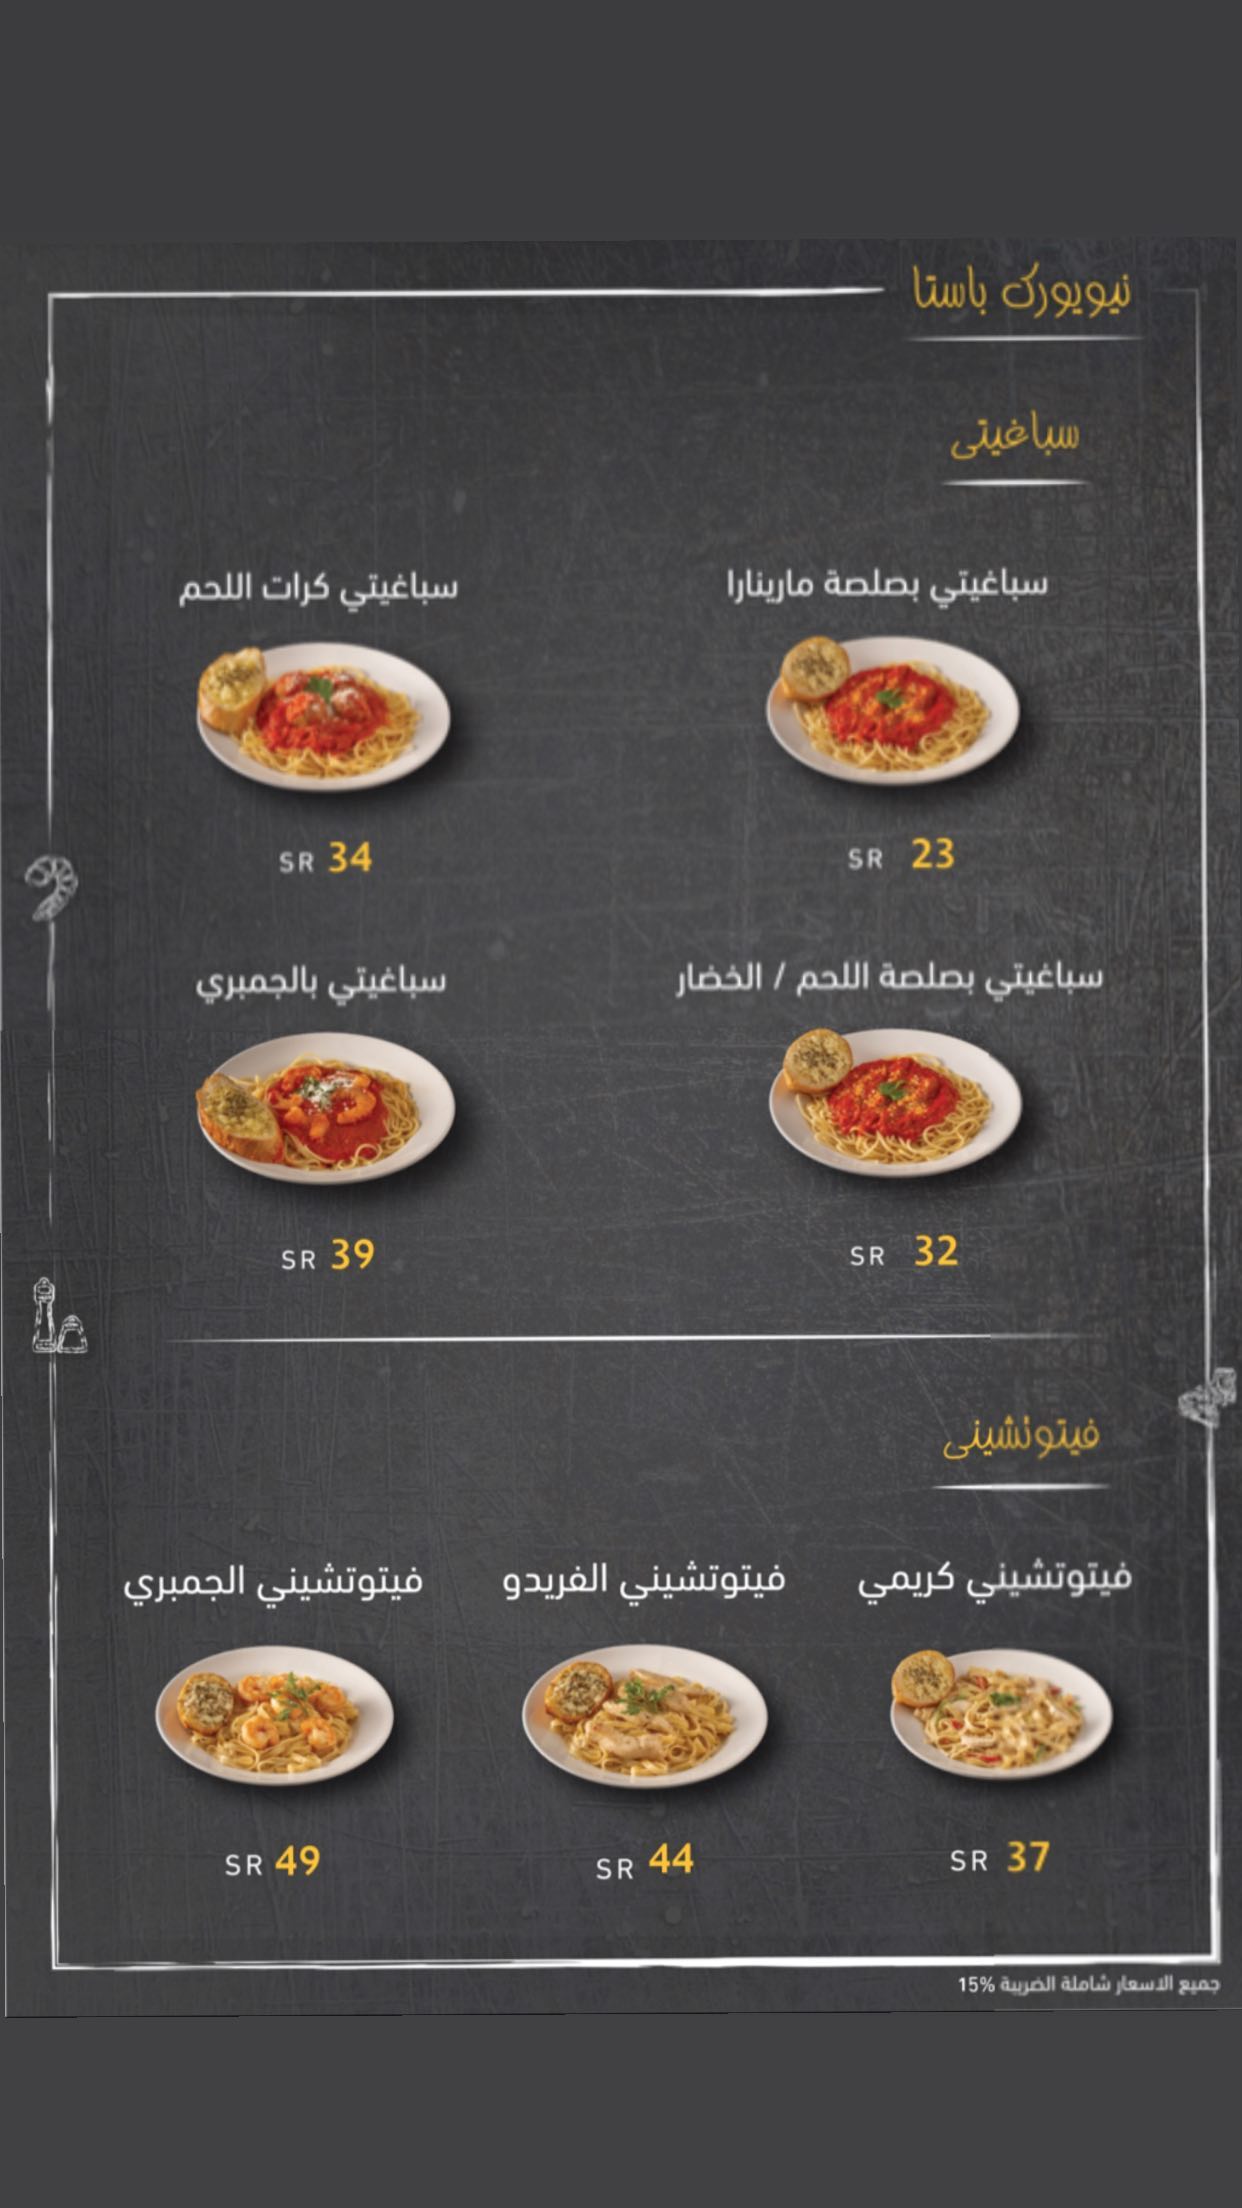 نيويورك باستا
سباغيتي
سباغيتي بصلصة مارينارا
سباغيتي كرات اللحم
SR 23
SR 34
سباغيتي بصلصة اللحم / الخضار
سباغيتي بالجمبري
SR 32
SR 39
فيتوتشيني
فيتوتشيني كريمي
فيتوتشيني الفريدو
فيتوتشيني الجمبري
SR 37
SR 44
SR 49
جميع الاسعار شاملة الضريبة 15%